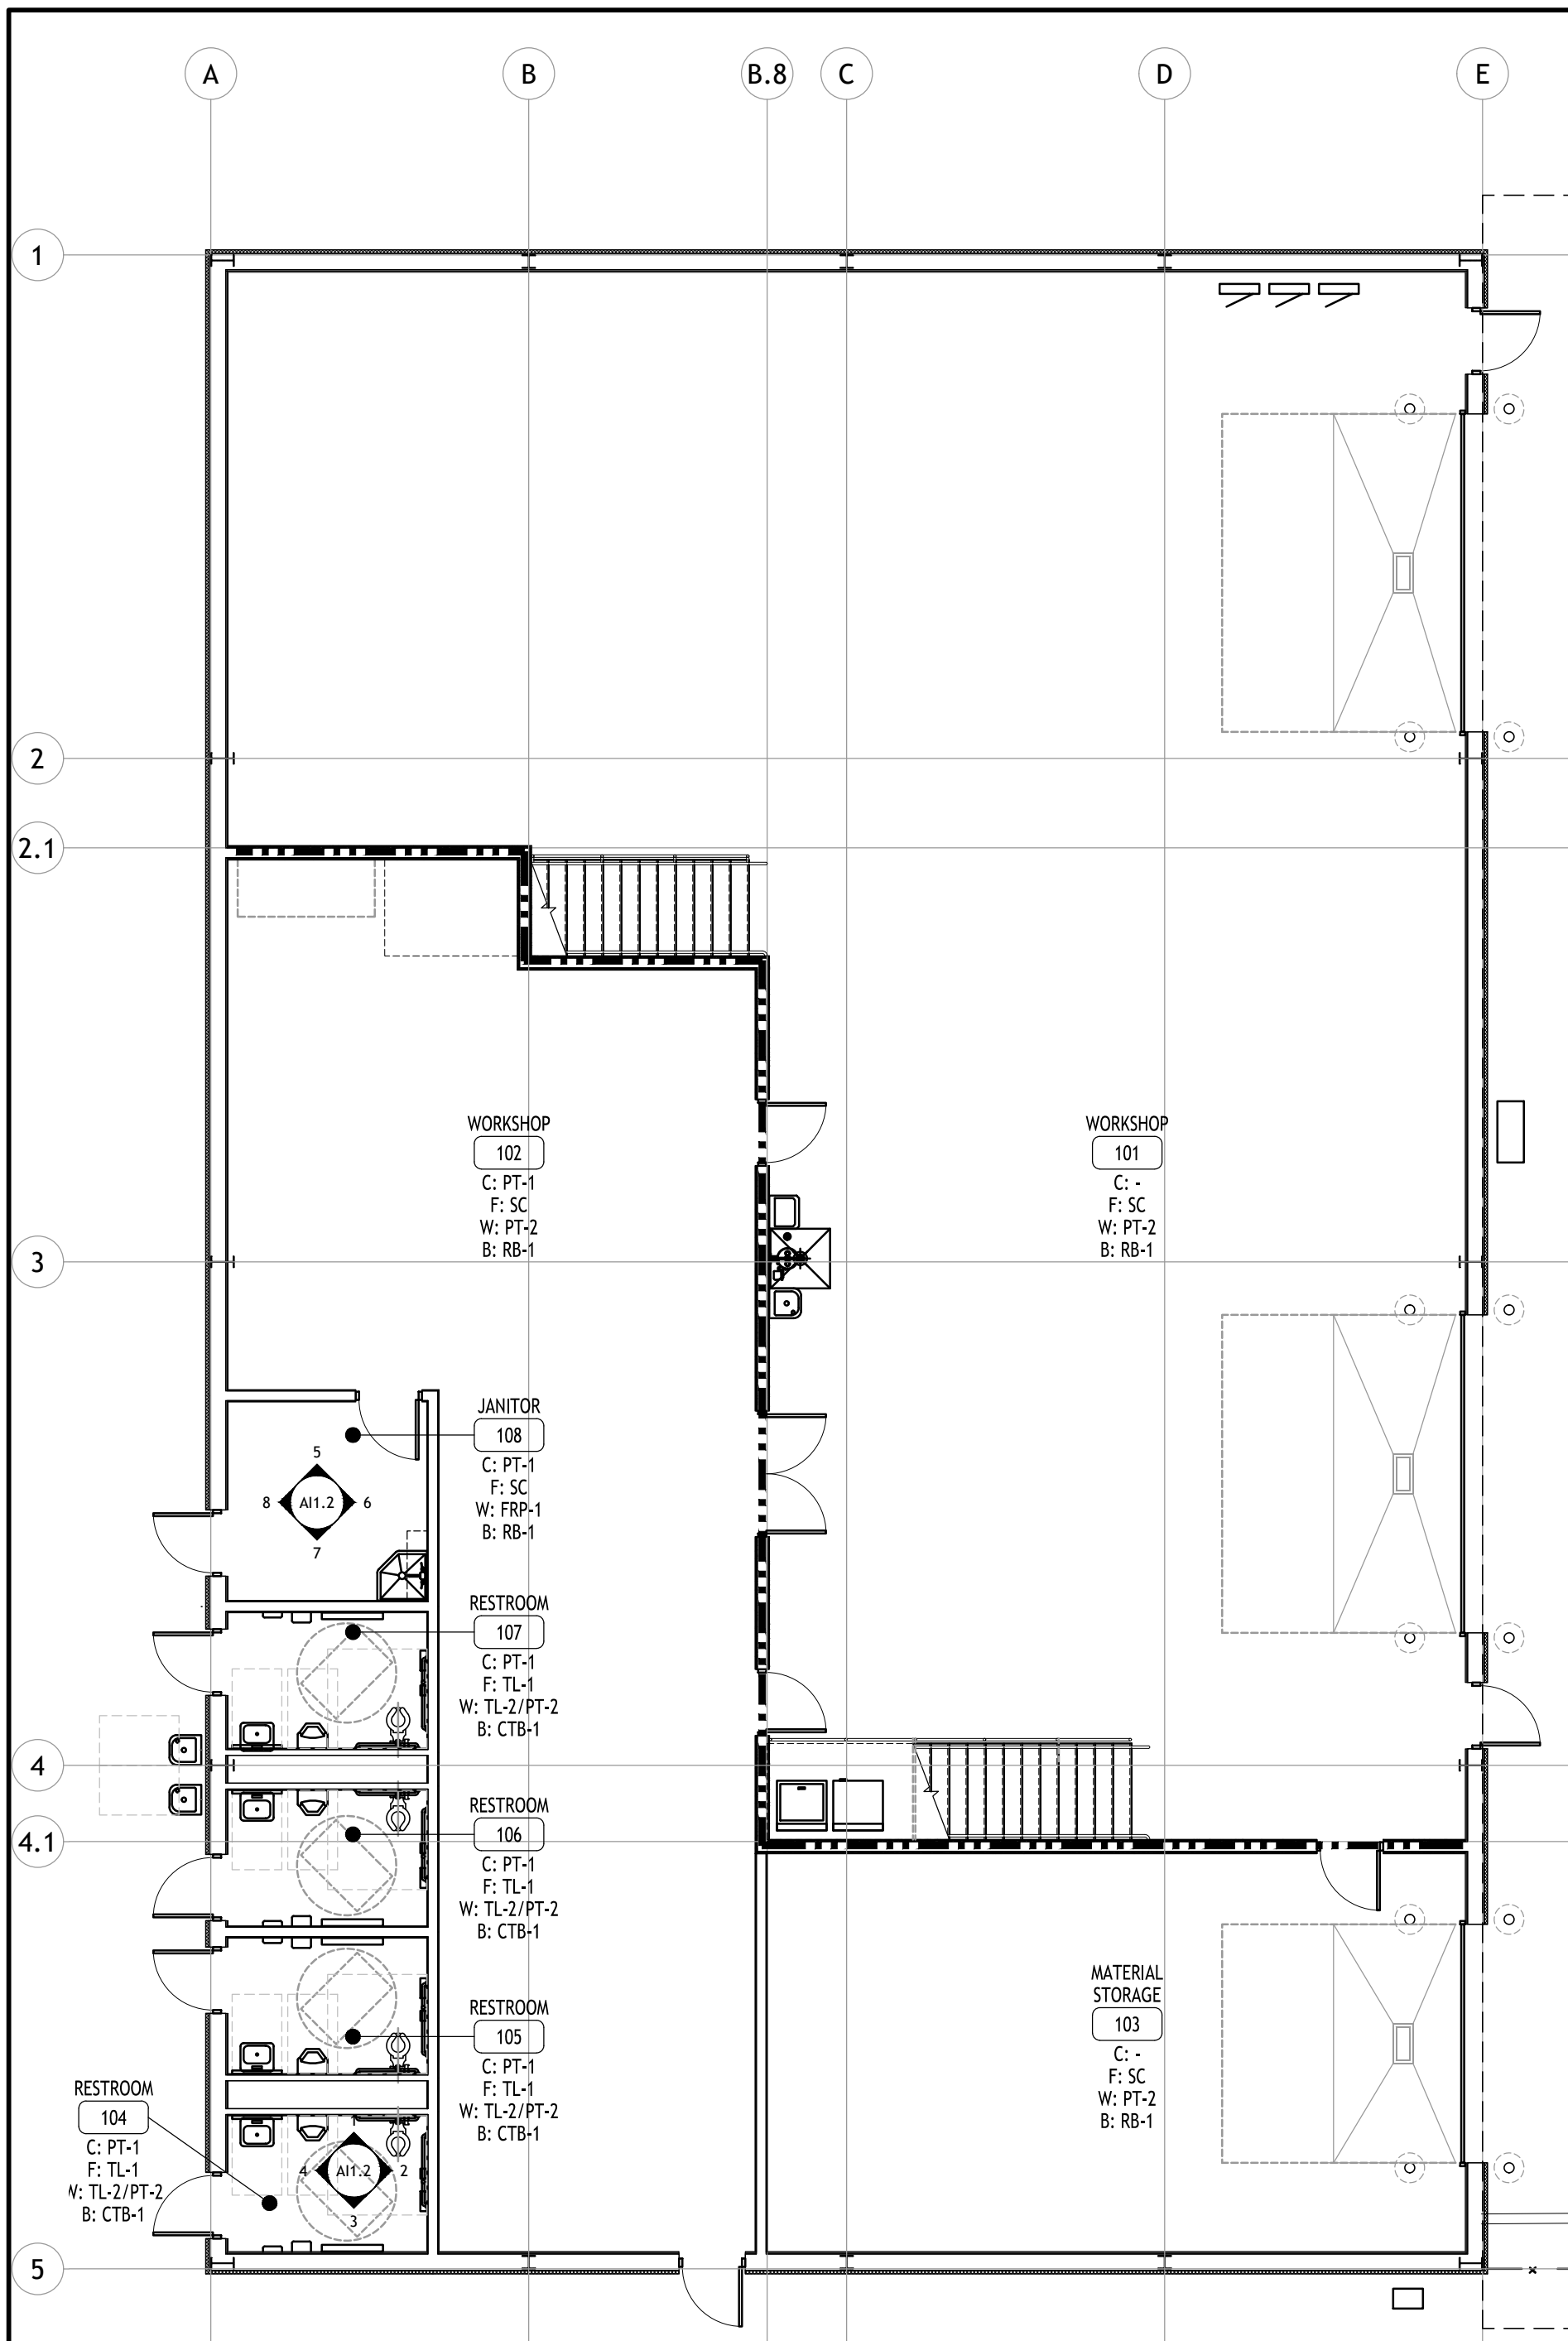 A
B
B.8
C
D
E
1
2
2.1
3
4
4.1
5
WORKSHOP
102
C: PT-1
F: SC
W: PT-2
B: RB-1
WORKSHOP
101
C: -
F: SC
W: PT-2
B: RB-1
JANITOR
108
C: PT-1
F: SC
W: FRP-1
B: RB-1
5
8 AI1.2 6
7
RESTROOM
107
C: PT-1
F: TL-1
W: TL-2/PT-2
B: CTB-1
RESTROOM
106
C: PT-1
F: TL-1
W: TL-2/PT-2
B: CTB-1
MATERIAL
STORAGE
103
C: -
F: SC
W: PT-2
B: RB-1
RESTROOM
105
C: PT-1
F: TL-1
W: TL-2/PT-2
B: CTB-1
RESTROOM
104
C: PT-1
F: TL-1
W: TL-2/PT-2
B: CTB-1
1
4 AI1.2 2
3